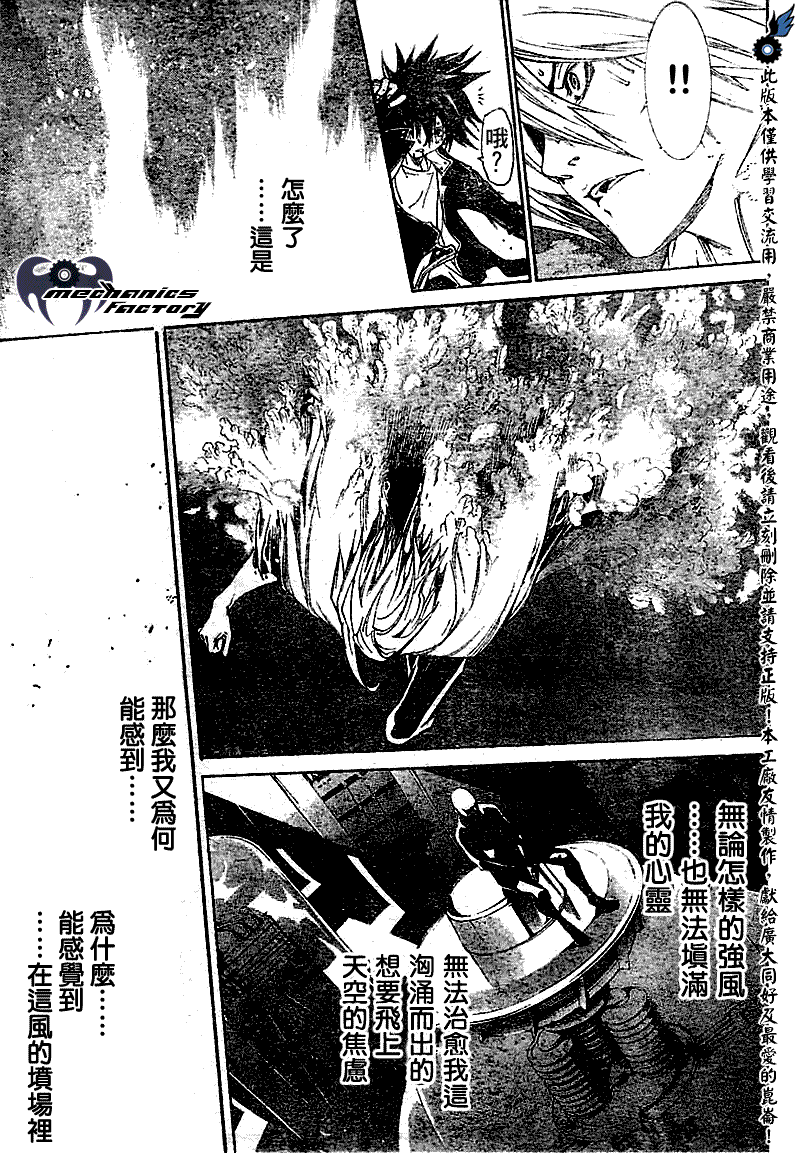 !!
哦?
怎麼了
……這是
mechanics
factory
無論怎樣的強風
……也無法填滿
我的心靈
無法治愈我這
洶涌而出的
想要飛上
天空的焦慮
那麼我又為何
能感到……
為什麼……
能感覺到
……在這風的墳場裡
此版本僅供學習交流用，嚴禁商業用途，觀看後請立刻刪除並請支持正版！本工廠友情製作，獻給廣大同好及最愛的崑崙！